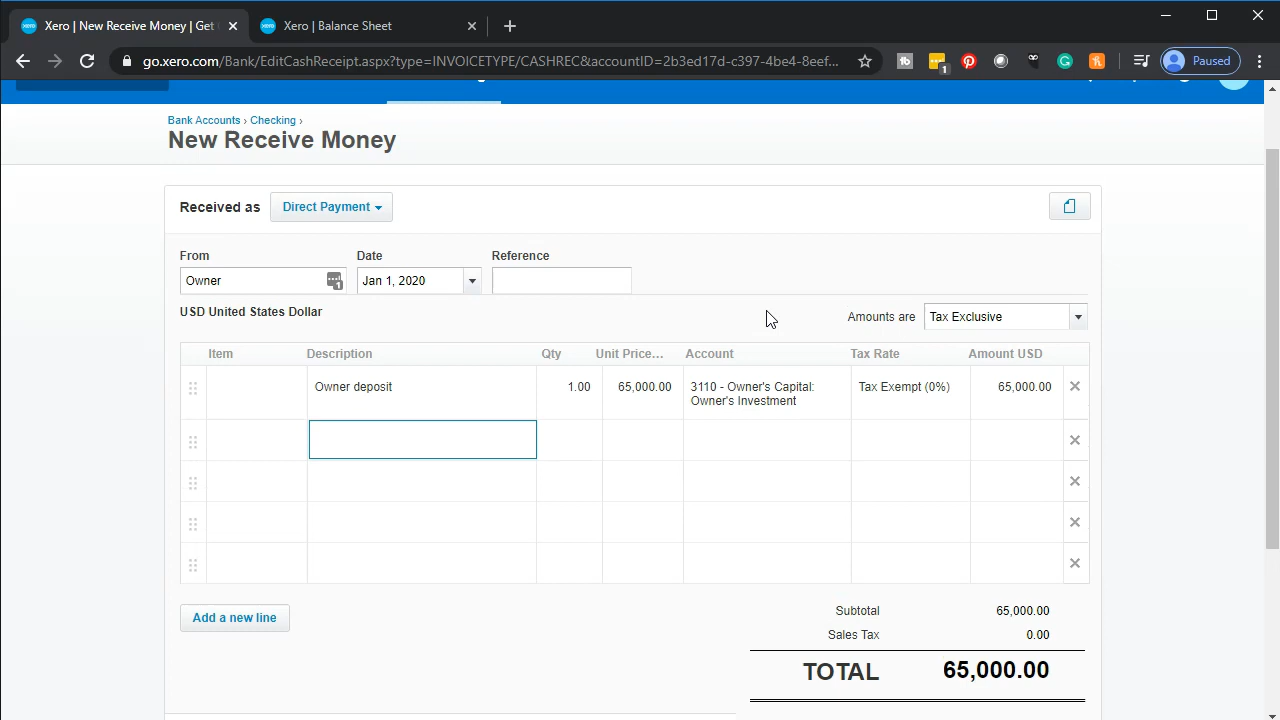 Xero | New Receive Money | Get
Xero | Balance Sheet
go.xero.com/Bank/EditCashReceipt.aspx?type=INVOICETYPE/CASHREC&accountID=2b3ed17d-c397-4be4-8eef...
1
Paused
Bank Accounts › Checking ›
New Receive Money
Received as
Direct Payment
From
Date
Reference
Owner
1
Jan 1, 2020
USD United States Dollar
Amounts are
Tax Exclusive
Item
Description
Qty
Unit Price...
Account
Tax Rate
Amount USD
Owner deposit
1.00
65,000.00
3110 - Owner's Capital:
Owner's Investment
Tax Exempt (0%)
65,000.00
Add a new line
Subtotal
65,000.00
Sales Tax
0.00
TOTAL
65,000.00